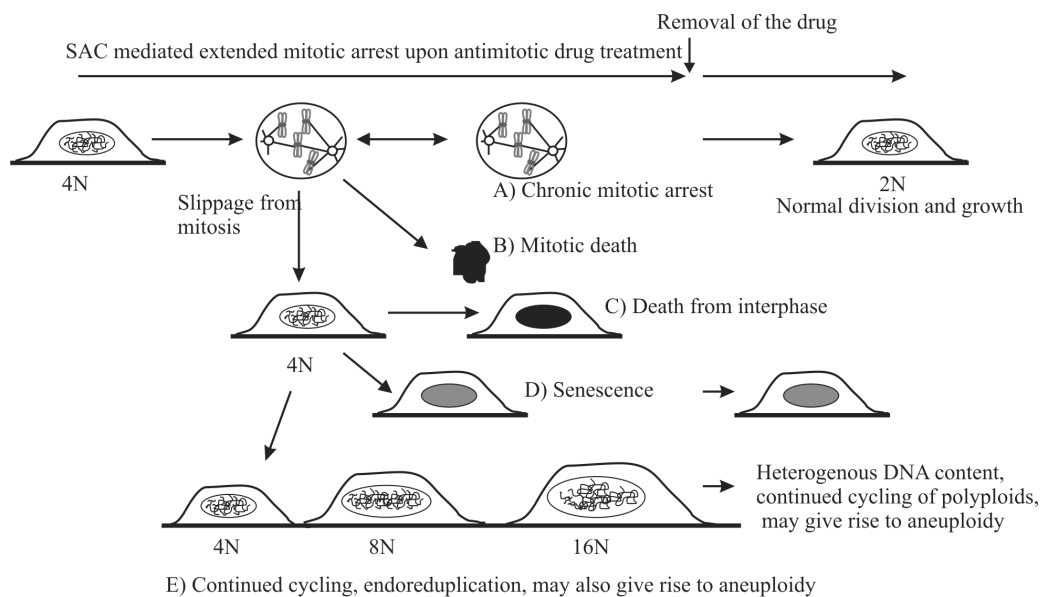 Removal of the drug
SAC mediated extended mitotic arrest upon antimitotic drug treatment
4N
A) Chronic mitotic arrest
2N
Normal division and growth
Slippage from
mitosis
B) Mitotic death
C) Death from interphase
4N
D) Senescence
Heterogenous DNA content,
continued cycling of polyploids,
may give rise to aneuploidy
4N
8N
16N
E) Continued cycling, endoreduplication, may also give rise to aneuploidy